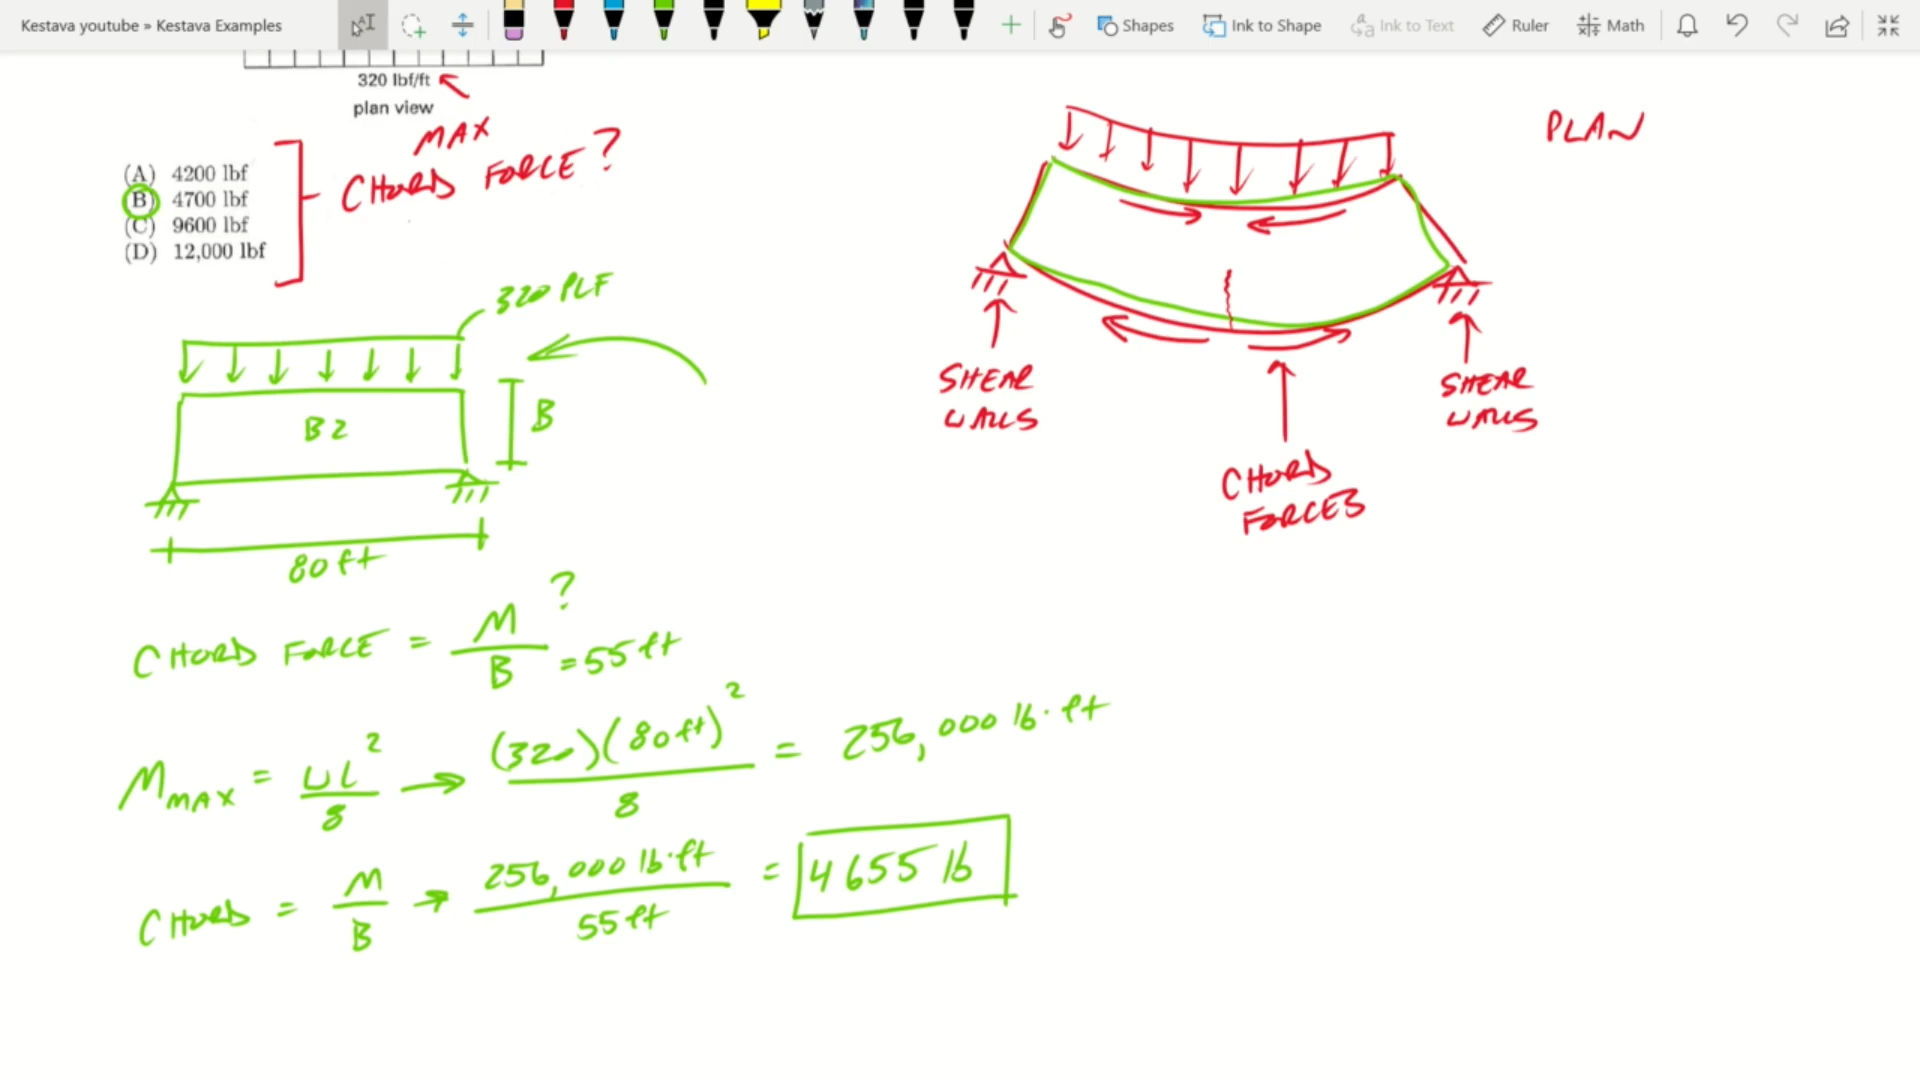 Kestava youtube » Kestava Examples
Shapes
Ink to Shape
Ink to Text
Ruler
Math
320 lbf/ft
plan view
MAX
CHORD FORCE?
(A) 4200 lbf
(B) 4700 lbf
(C) 9600 lbf
(D) 12,000 lbf
PLAN
320 PLF
B2
B
80 ft
SHEAR
WALLS
SHEAR
WALLS
CHORD
FORCES
CHORD FORCE = M / B ? = 55 ft
M MAX = WL² / 8 → (320)(80ft)² / 8 = 256,000 lb·ft
CHORD = M / B → 256,000 lb·ft / 55 ft = 4655 lb